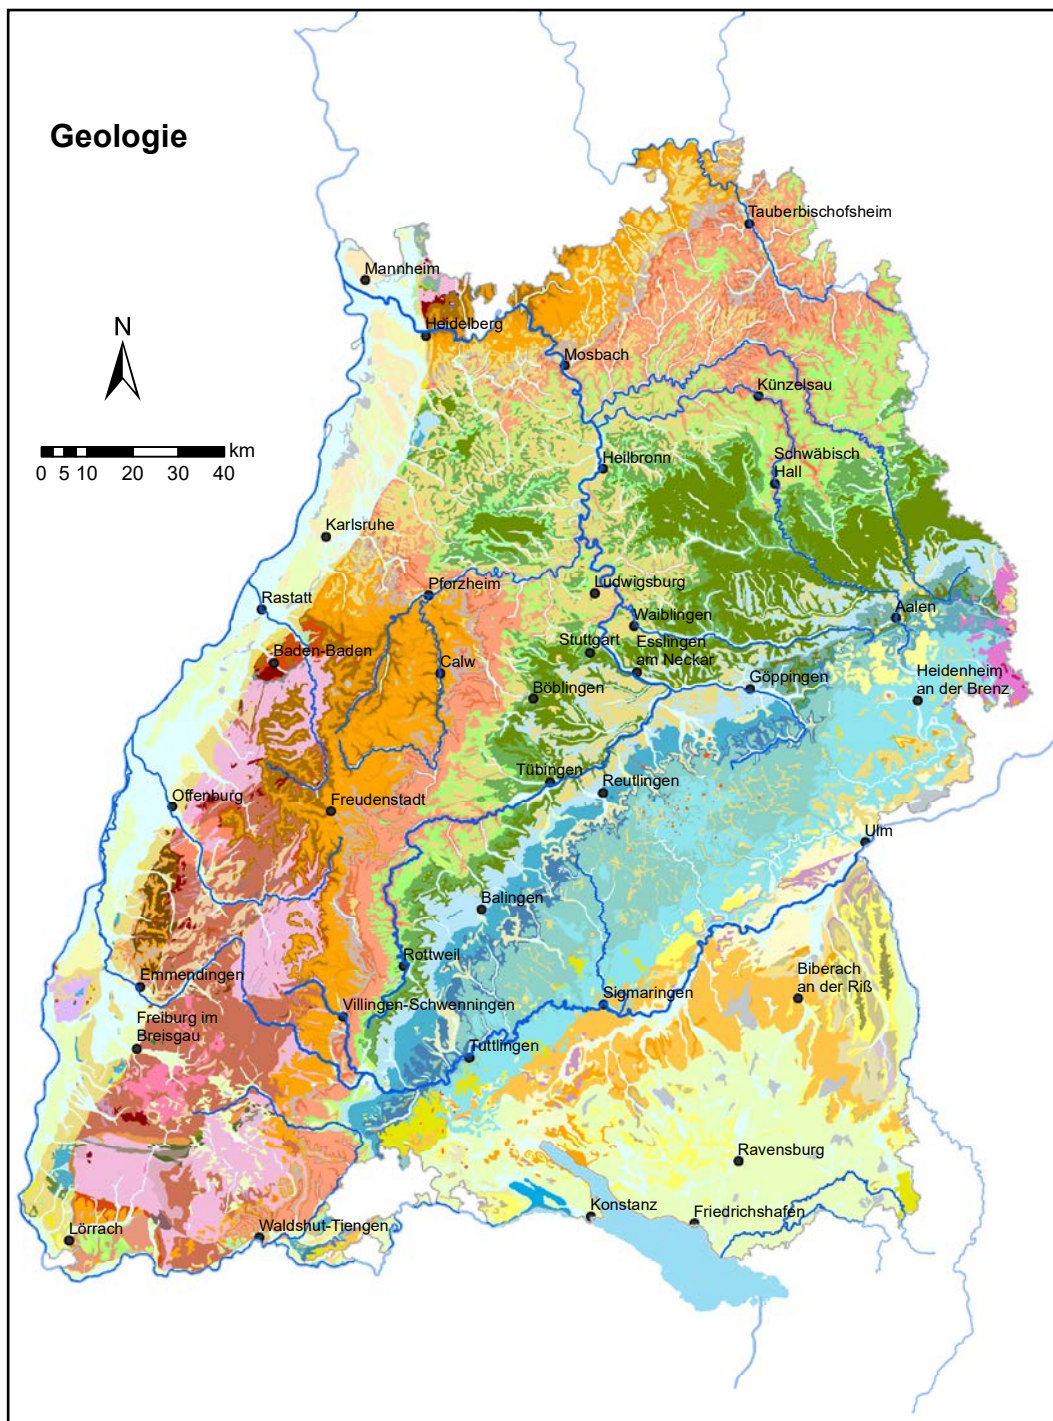 Geologie
Tauberbischofsheim
Mannheim
N
Heidelberg
Mosbach
Künzelsau
km
0 5 10 20 30 40
Heilbronn
Schwäbisch
Hall
Karlsruhe
Pforzheim
Ludwigsburg
Rastatt
Waiblingen
Aalen
Stuttgart
Esslingen
am Neckar
Baden-Baden
Calw
Göppingen
Heidenheim
an der Brenz
Böblingen
Tübingen
Reutlingen
Offenburg
Freudenstadt
Ulm
Balingen
Rottweil
Emmendingen
Biberach
an der Riß
Villingen-Schwenningen
Sigmaringen
Freiburg im
Breisgau
Tuttlingen
Ravensburg
Konstanz
Friedrichshafen
Lörrach
Waldshut-Tiengen